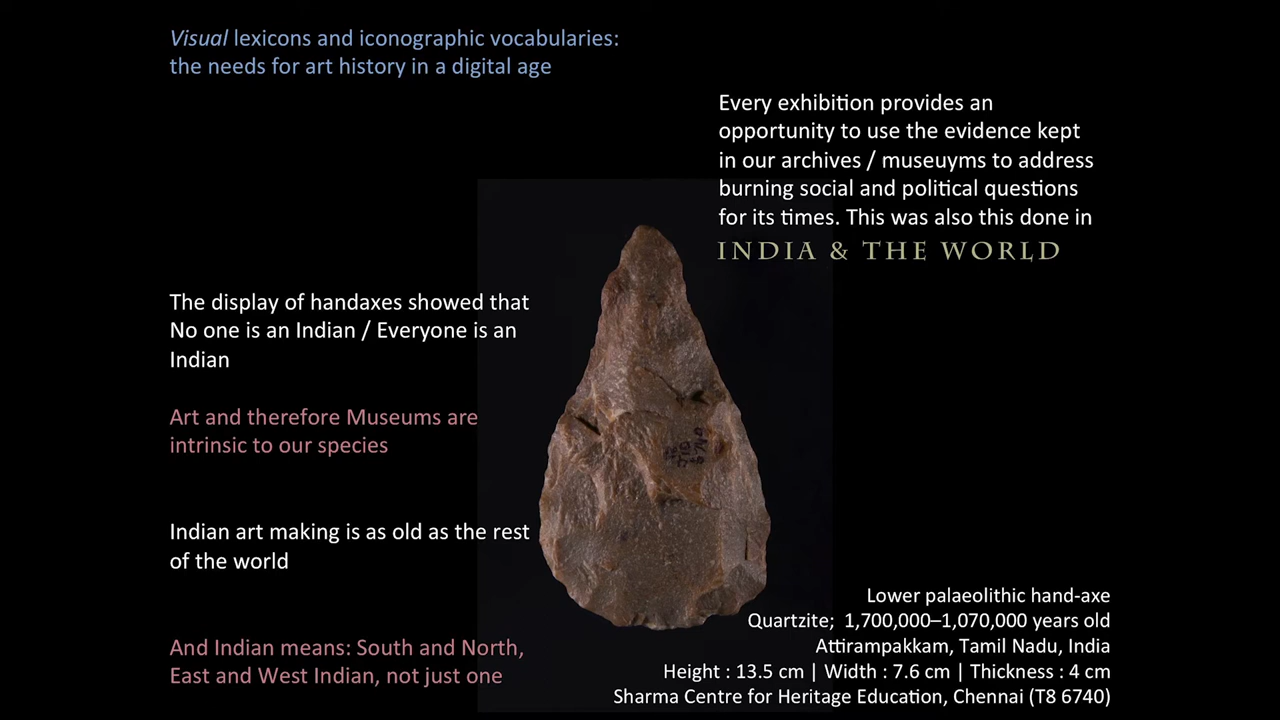 Visual lexicons and iconographic vocabularies:
the needs for art history in a digital age
Every exhibition provides an
opportunity to use the evidence kept
in our archives / museuyms to address
burning social and political questions
for its times. This was also this done in
INDIA & THE WORLD
The display of handaxes showed that
No one is an Indian / Everyone is an
Indian
Art and therefore Museums are
intrinsic to our species
Indian art making is as old as the rest
of the world
And Indian means: South and North,
East and West Indian, not just one
Lower palaeolithic hand-axe
Quartzite; 1,700,000–1,070,000 years old
Attirampakkam, Tamil Nadu, India
Height : 13.5 cm | Width : 7.6 cm | Thickness : 4 cm
Sharma Centre for Heritage Education, Chennai (T8 6740)